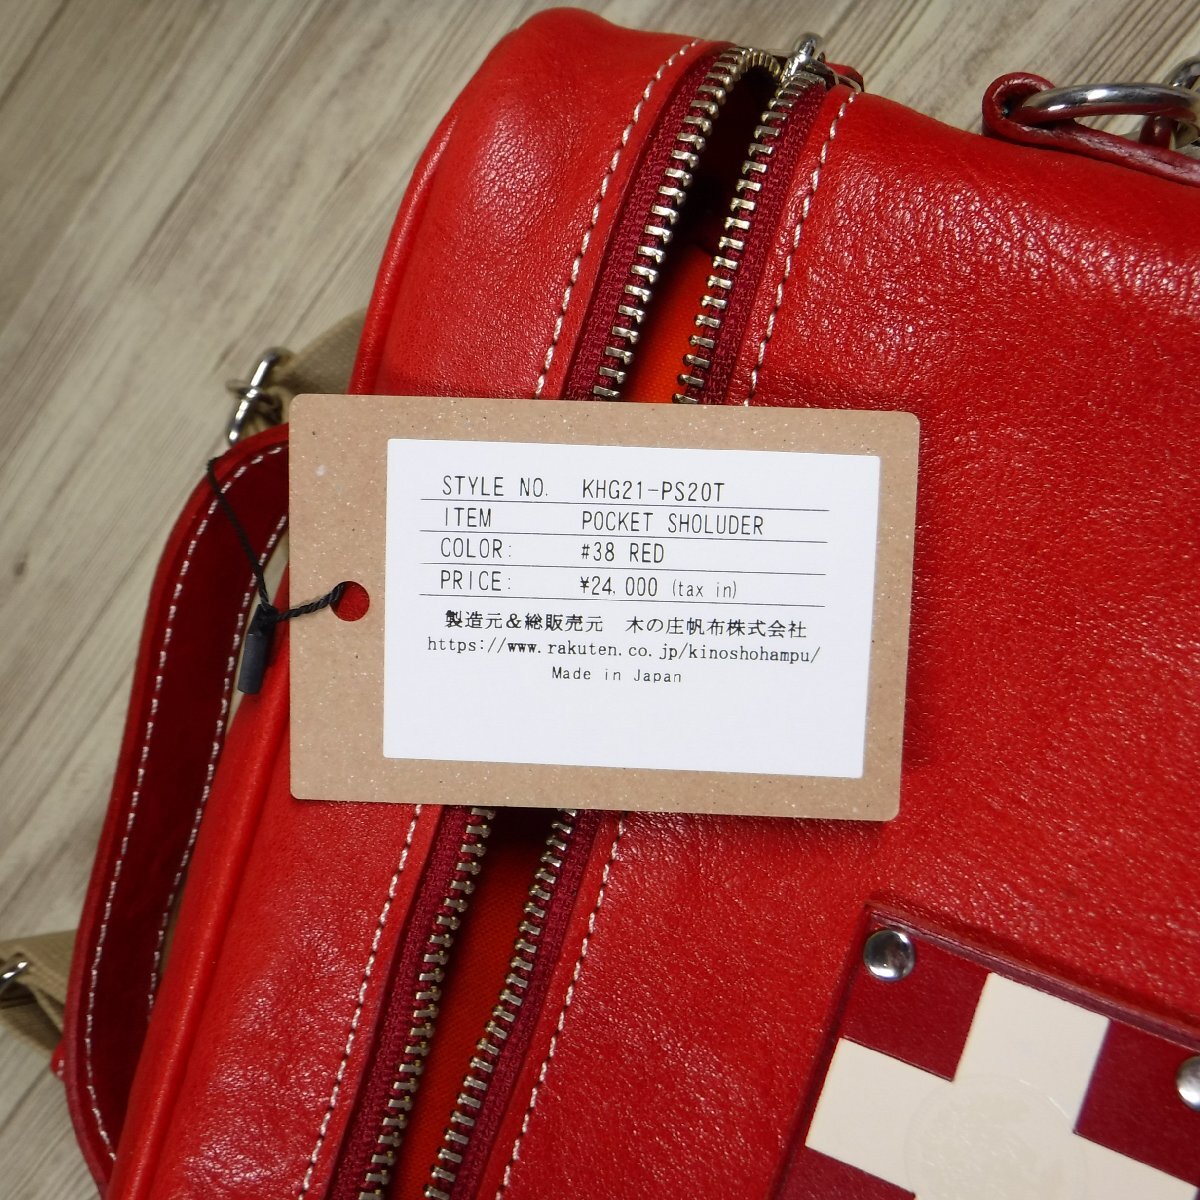 STYLE NO. KHG21-PS20T
ITEM POCKET SHOLUDER
COLOR: #38 RED
PRICE: ¥24,000 (tax in)
製造元&総販売元 木の庄帆布株式会社
https://www.rakuten.co.jp/kinoshohampu/
Made in Japan